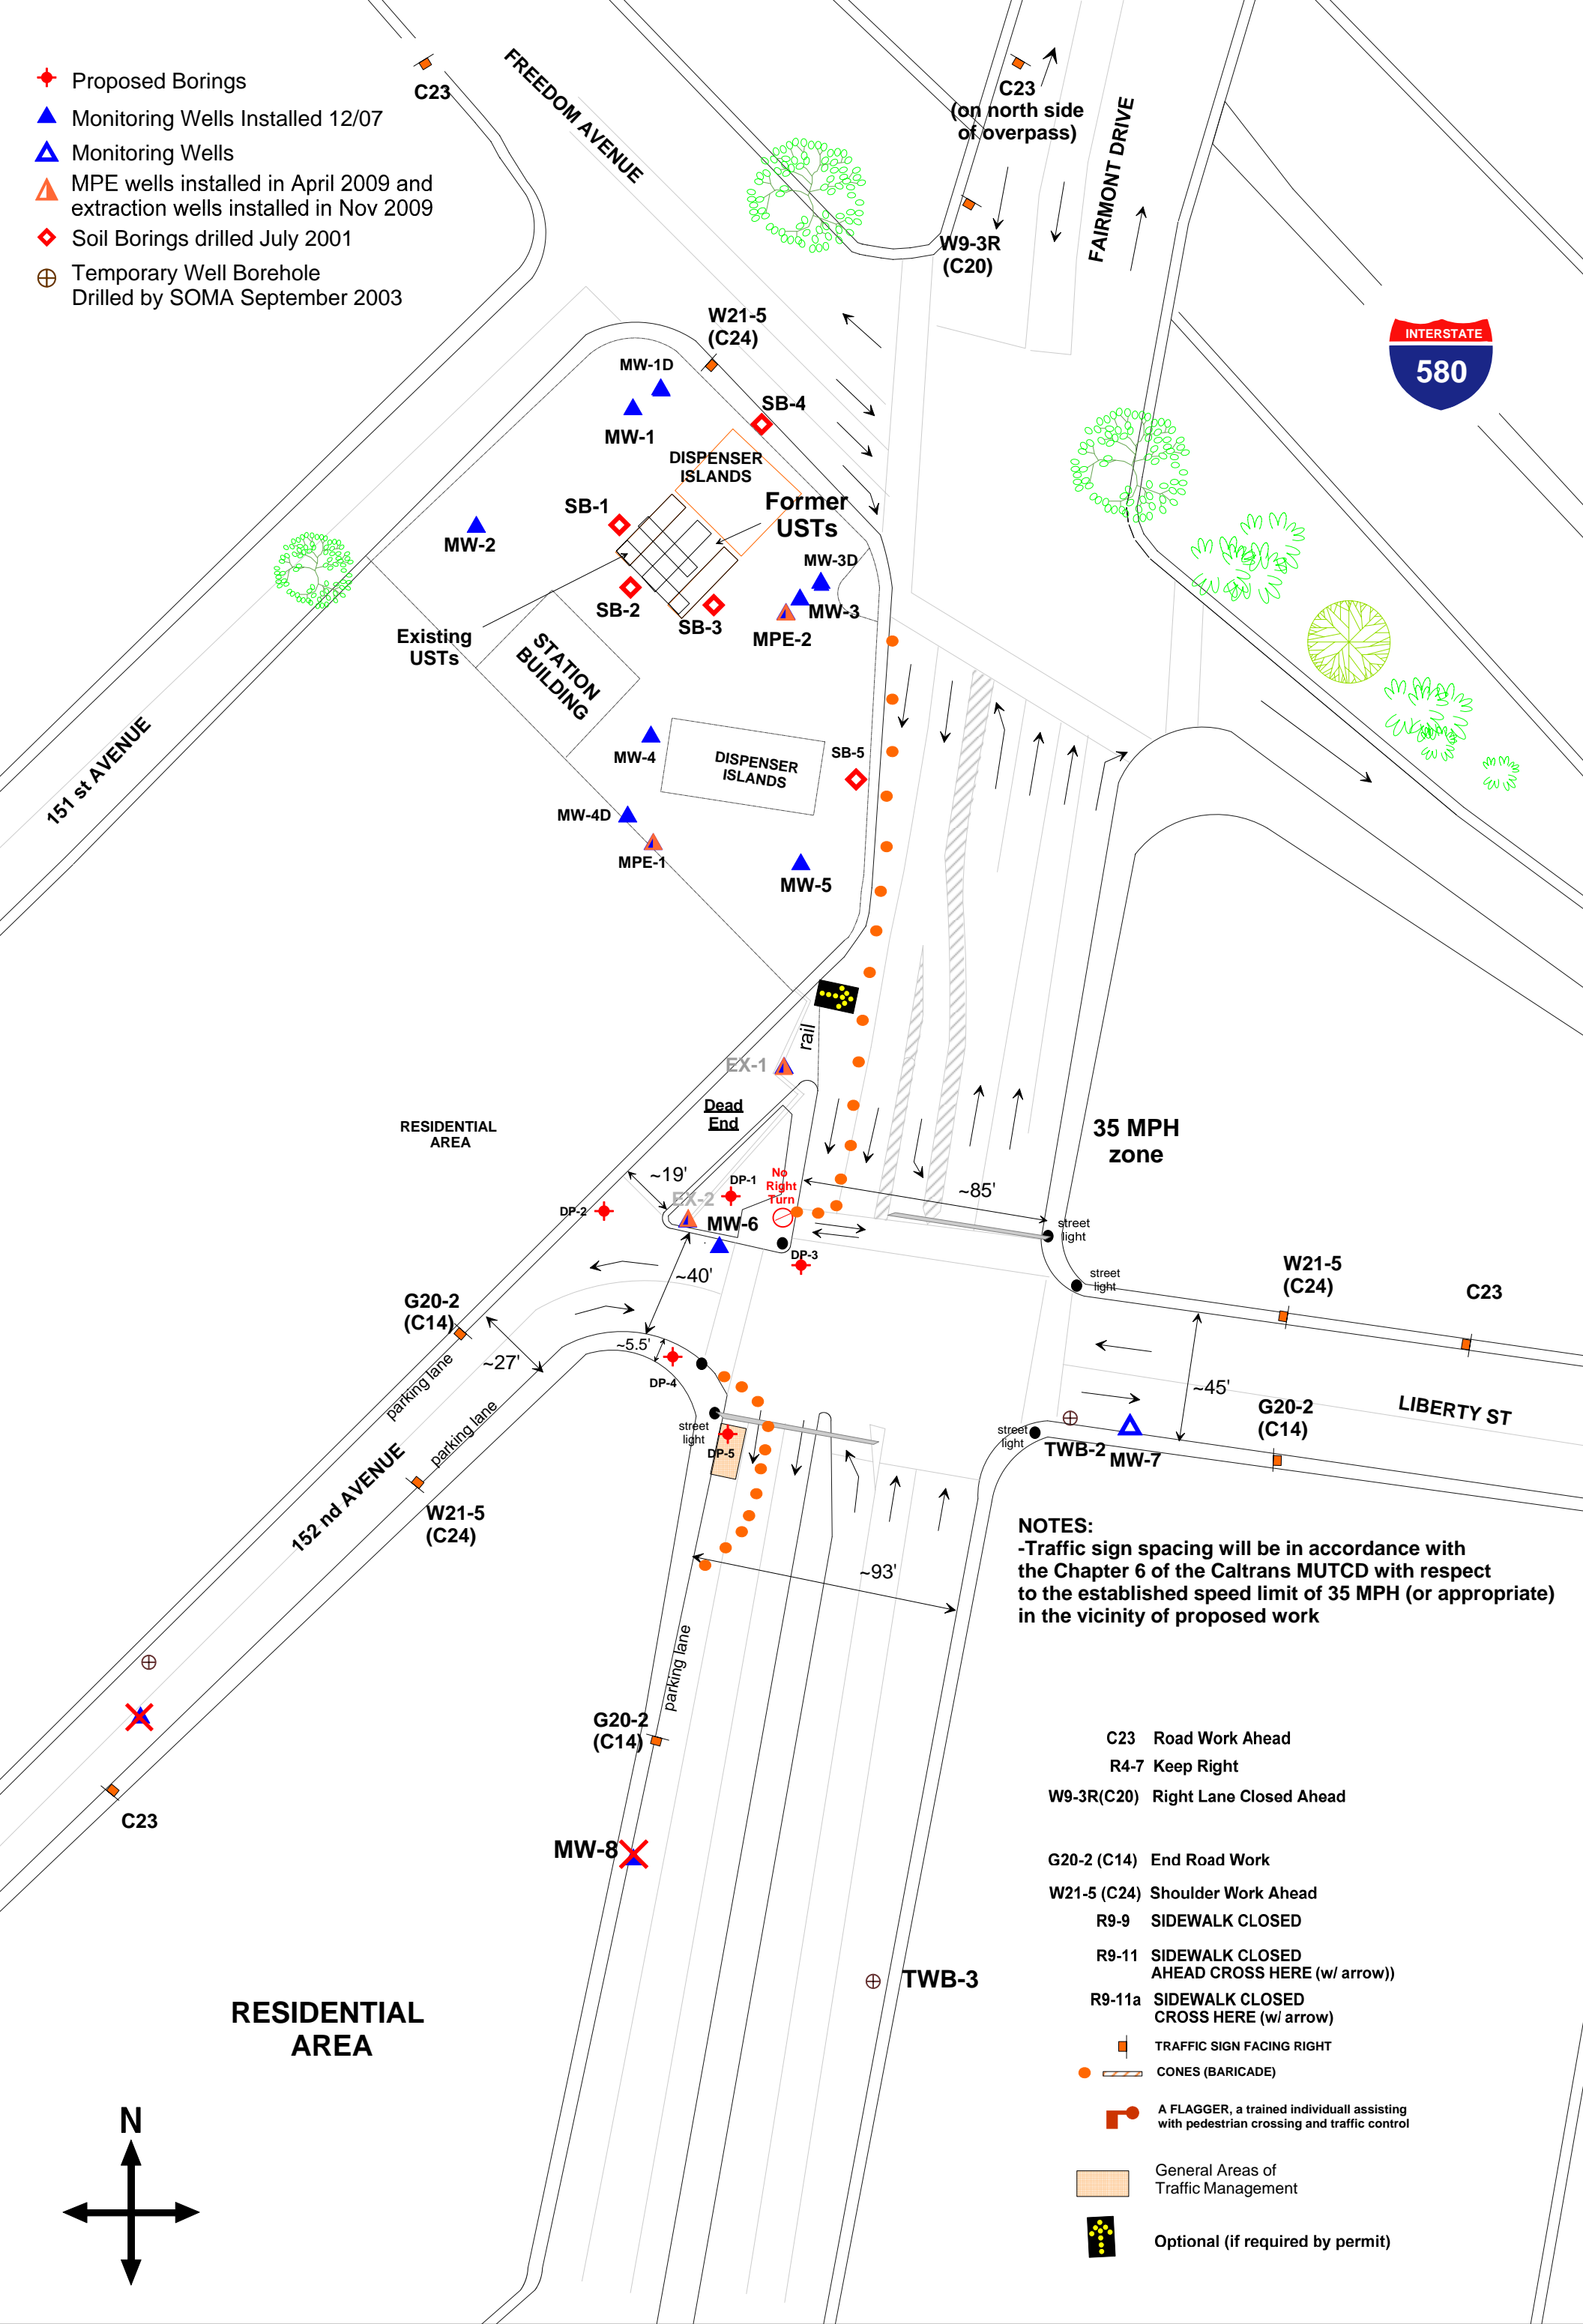 Proposed Borings
Monitoring Wells Installed 12/07
Monitoring Wells
MPE wells installed in April 2009 and
extraction wells installed in Nov 2009
Soil Borings drilled July 2001
Temporary Well Borehole
Drilled by SOMA September 2003
C23
FREEDOM AVENUE
C23
(on north side
of overpass)
FAIRMONT DRIVE
W9-3R
(C20)
INTERSTATE
580
W21-5
(C24)
MW-1D
MW-1
SB-4
DISPENSER
ISLANDS
Former
USTs
SB-1
MW-2
MW-3D
MW-3
SB-2
SB-3
MPE-2
Existing
USTs
STATION
BUILDING
151 st AVENUE
MW-4
DISPENSER
ISLANDS
SB-5
MW-4D
MPE-1
MW-5
rail
EX-1
Dead
End
RESIDENTIAL
AREA
35 MPH
zone
~19'
DP-1
No
Right
Turn
~85'
EX-2
DP-2
MW-6
street
light
DP-3
~40'
street
light
W21-5
(C24)
C23
G20-2
(C14)
~27'
~5.5'
DP-4
parking lane
parking lane
~45'
LIBERTY ST
G20-2
(C14)
street
light
DP-5
street
light
TWB-2
MW-7
152 nd AVENUE
W21-5
(C24)
NOTES:
-Traffic sign spacing will be in accordance with
the Chapter 6 of the Caltrans MUTCD with respect
to the established speed limit of 35 MPH (or appropriate)
in the vicinity of proposed work
~93'
parking lane
G20-2
(C14)
C23
MW-8
C23 Road Work Ahead
R4-7 Keep Right
W9-3R(C20) Right Lane Closed Ahead
G20-2 (C14) End Road Work
W21-5 (C24) Shoulder Work Ahead
R9-9 SIDEWALK CLOSED
R9-11 SIDEWALK CLOSED
AHEAD CROSS HERE (w/ arrow))
R9-11a SIDEWALK CLOSED
CROSS HERE (w/ arrow)
TWB-3
RESIDENTIAL
AREA
TRAFFIC SIGN FACING RIGHT
CONES (BARICADE)
A FLAGGER, a trained individuall assisting
with pedestrian crossing and traffic control
General Areas of
Traffic Management
Optional (if required by permit)
N